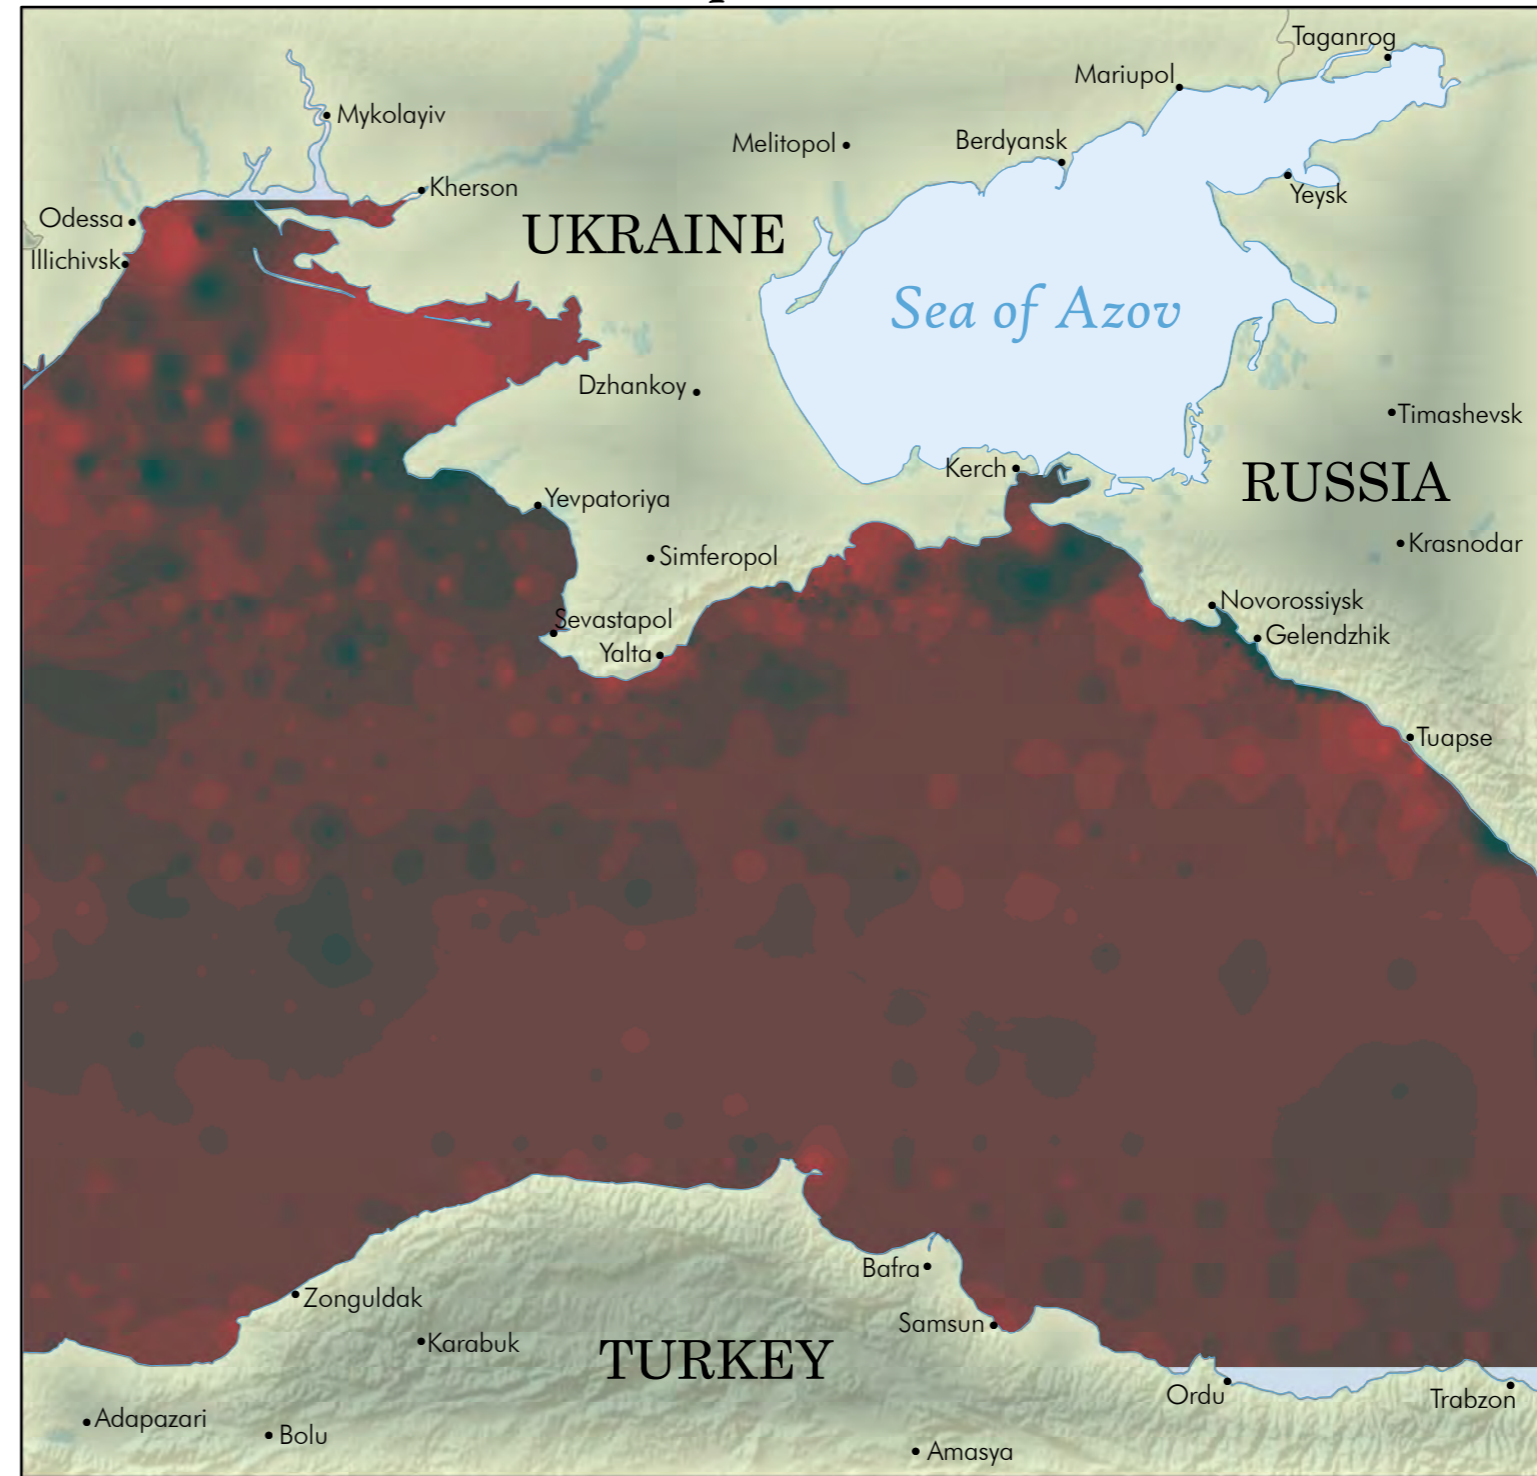 Taganrog
Mariupol
Mykolayiv
Melitopol
Berdyansk
Kherson
Yeysk
Odessa
UKRAINE
Illichivsk
Sea of Azov
Dzhankoy
Timashevsk
Kerch
RUSSIA
Yevpatoriya
Simferopol
Krasnodar
Novorossiysk
Sevastapol
Gelendzhik
Yalta
Tuapse
Bafra
Zonguldak
Samsun
Karabuk
TURKEY
Ordu
Trabzon
Adapazari
Bolu
Amasya